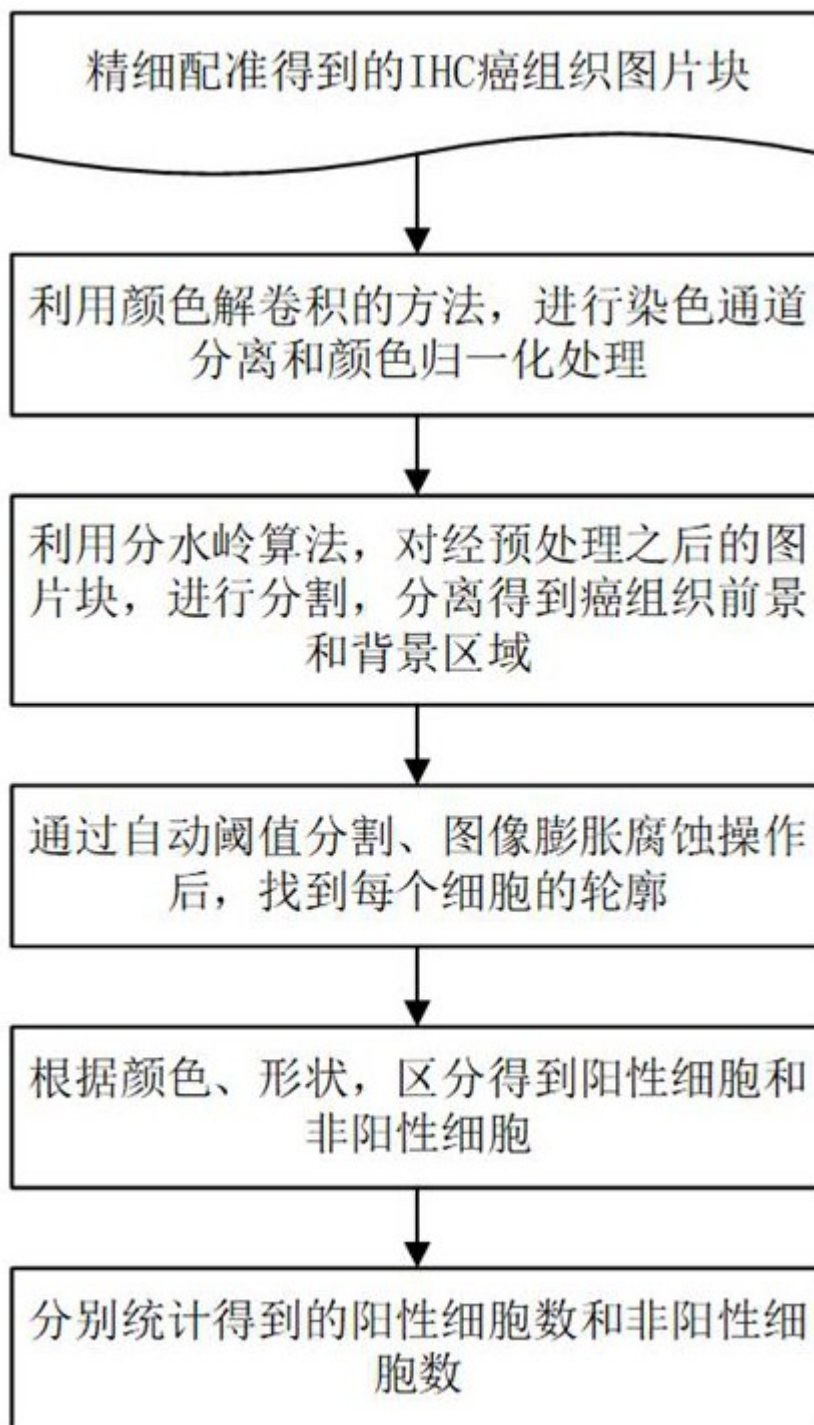 精细配准得到的IHC癌组织图片块
利用颜色解卷积的方法，进行染色通道
分离和颜色归一化处理
利用分水岭算法，对经预处理之后的图
片块，进行分割，分离得到癌组织前景
和背景区域
通过自动阈值分割、图像膨胀腐蚀操作
后，找到每个细胞的轮廓
根据颜色、形状，区分得到阳性细胞和
非阳性细胞
分别统计得到的阳性细胞数和非阳性细
胞数